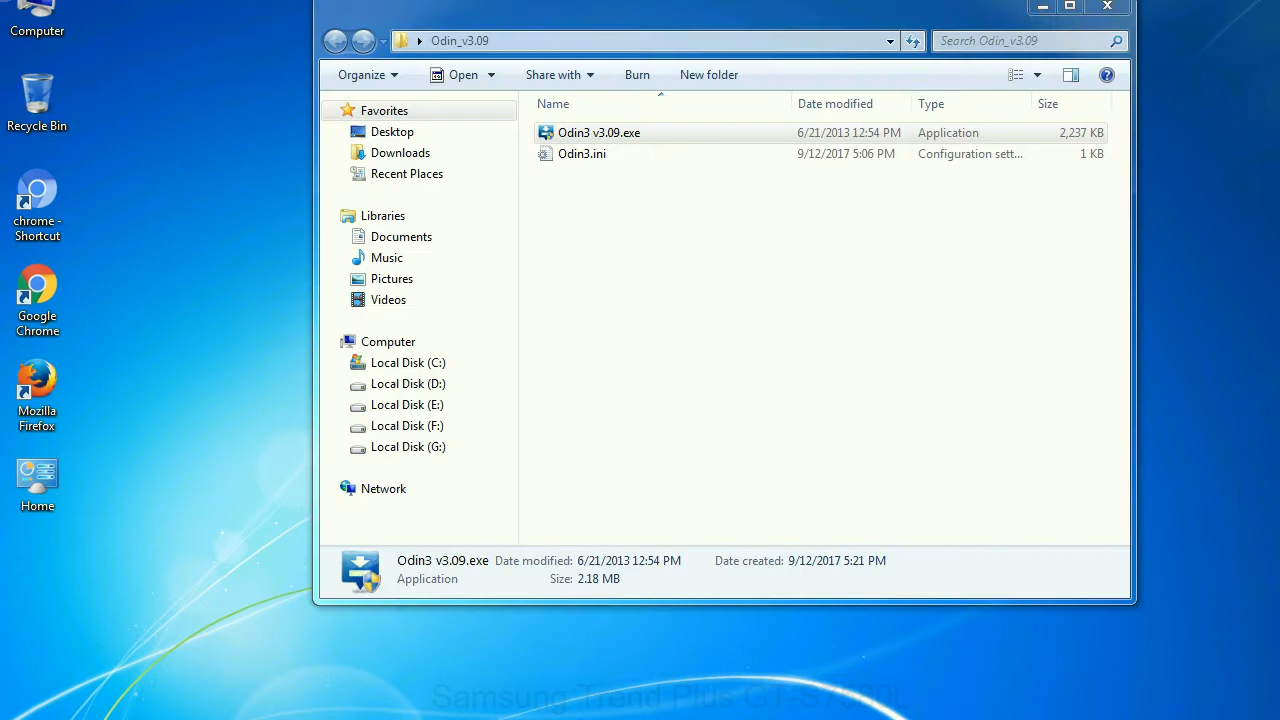 Computer
Recycle Bin
chrome -
Shortcut
Google
Chrome
Mozilla
Firefox
Home
Odin_v3.09
Search Odin_v3.09
Organize Open Share with Burn New folder
Favorites
Desktop
Downloads
Recent Places
Libraries
Documents
Music
Pictures
Videos
Computer
Local Disk (C:)
Local Disk (D:)
Local Disk (E:)
Local Disk (F:)
Local Disk (G:)
Network
Name Date modified Type Size
Odin3 v3.09.exe 6/21/2013 12:54 PM Application 2,237 KB
Odin3.ini 9/12/2017 5:06 PM Configuration sett... 1 KB
Odin3 v3.09.exe Date modified: 6/21/2013 12:54 PM Date created: 9/12/2017 5:21 PM
Application Size: 2.18 MB
Samsung Trend Plus